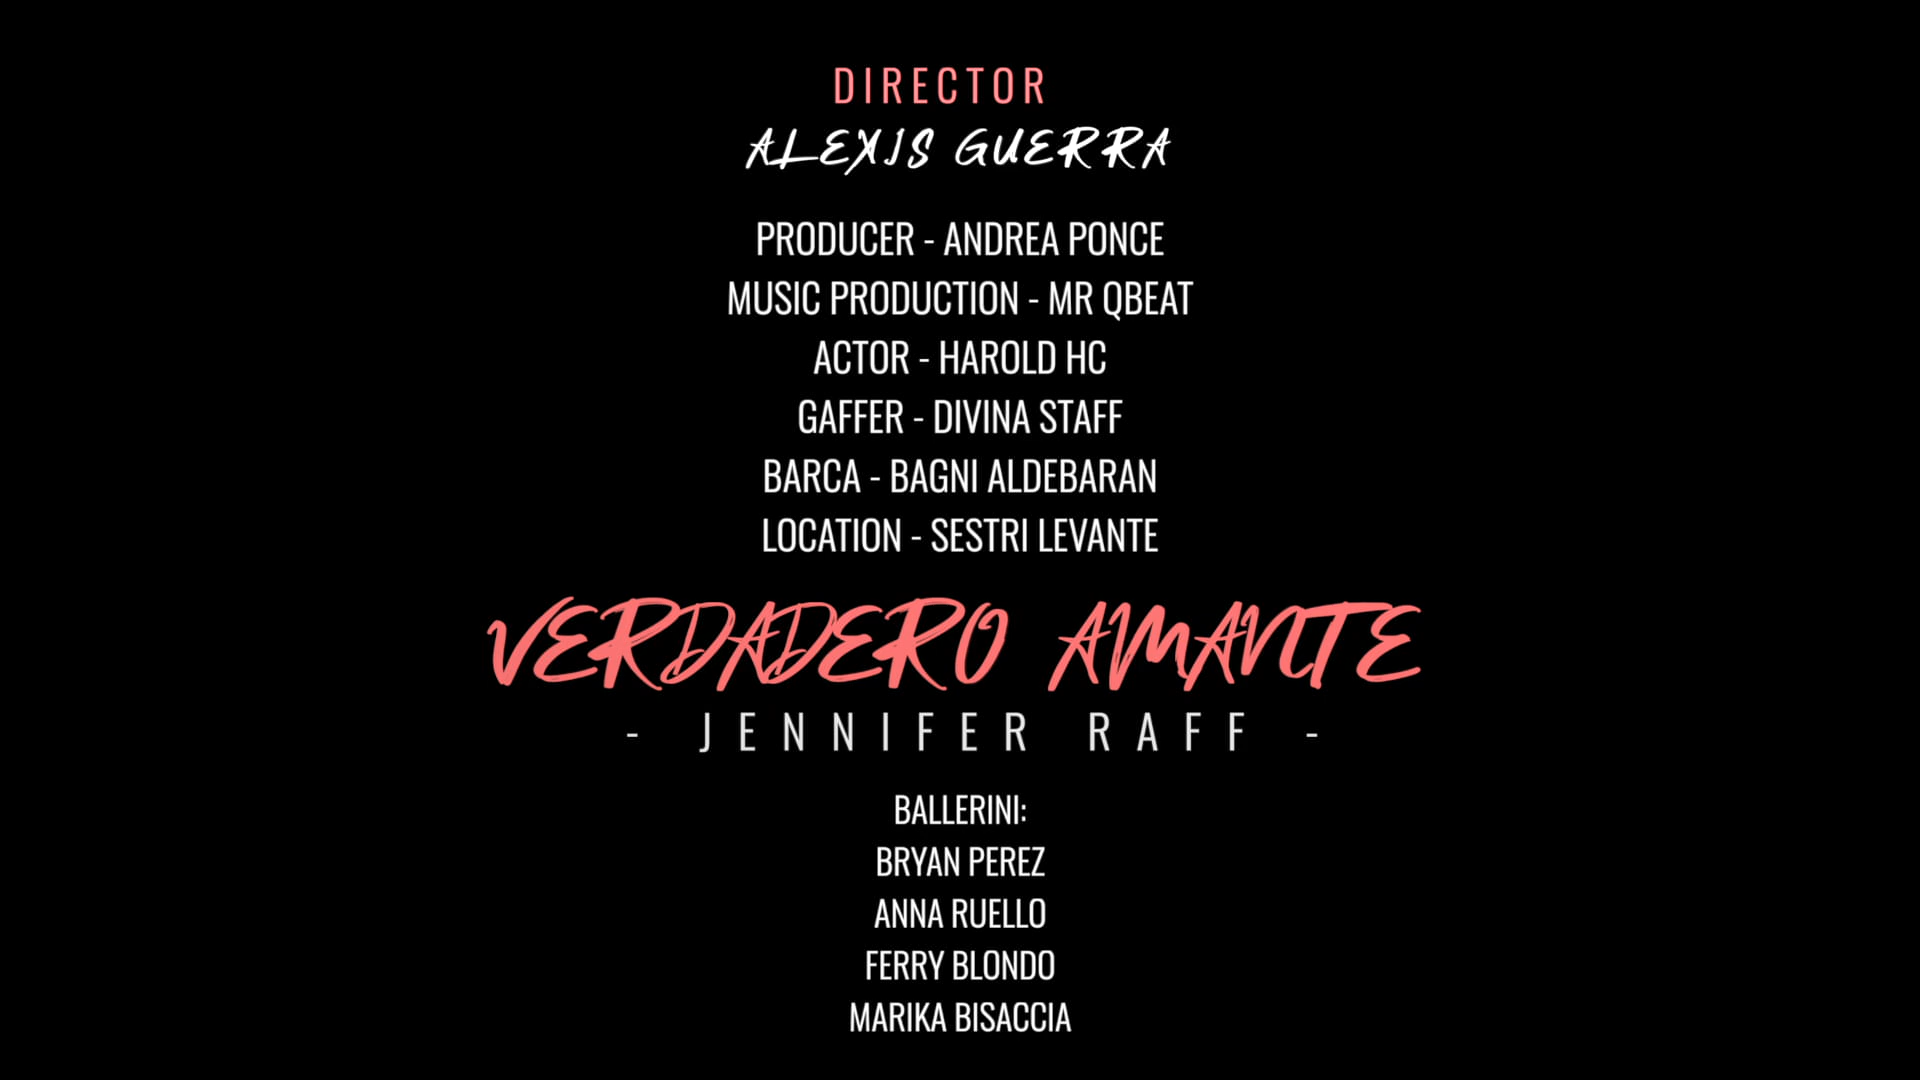 DIRECTOR
ALEXIS GUERRA
PRODUCER - ANDREA PONCE
MUSIC PRODUCTION - MR QBEAT
ACTOR - HAROLD HC
GAFFER - DIVINA STAFF
BARCA - BAGNI ALDEBARAN
LOCATION - SESTRI LEVANTE
VERDADERO AMANTE
- JENNIFER RAFF -
BALLERINI:
BRYAN PEREZ
ANNA RUELLO
FERRY BLONDO
MARIKA BISACCIA